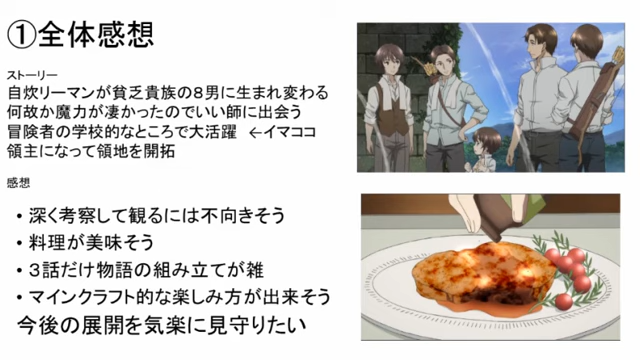 ①全体感想
ストーリー
自炊リーマンが貧乏貴族の８男に生まれ変わる
何故か魔力が凄かったのでいい師に出会う
冒険者の学校的なところで大活躍　←イマココ
領主になって領地を開拓
感想
• 深く考察して観るには不向きそう
• 料理が美味そう
• ３話だけ物語の組み立てが雑
• マインクラフト的な楽しみ方が出来そう
今後の展開を気楽に見守りたい